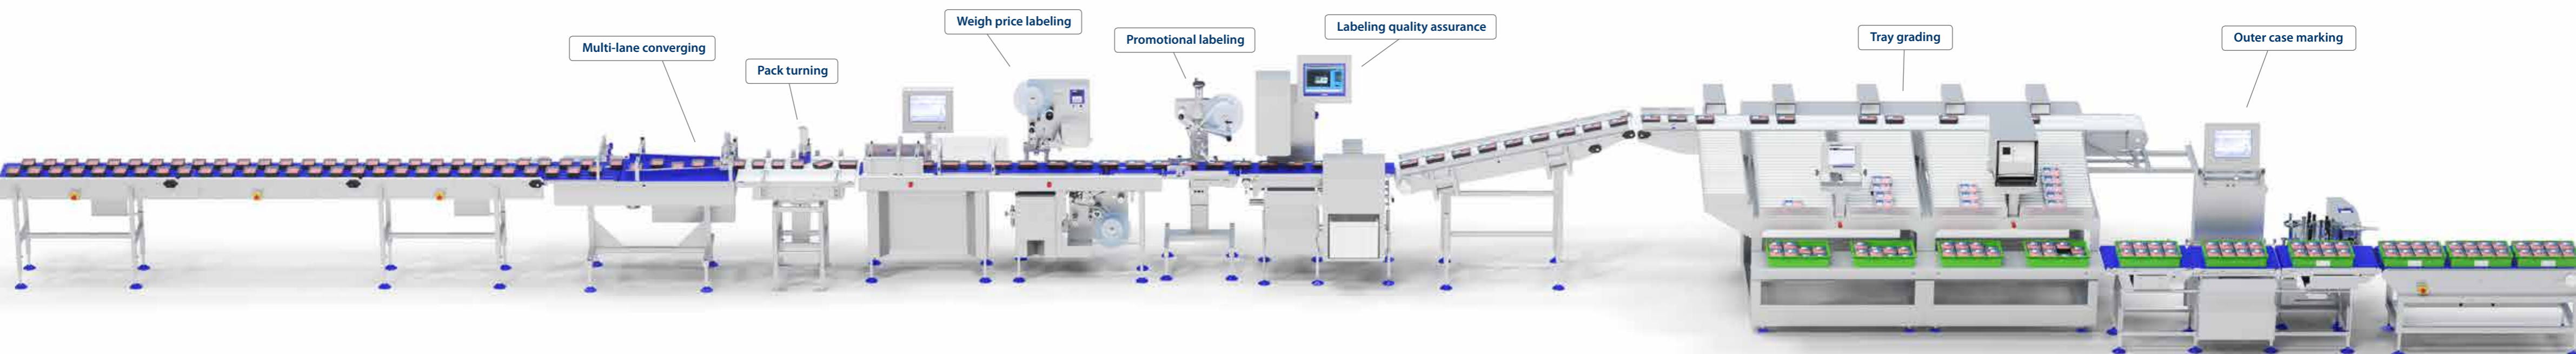 Multi-lane converging
Pack turning
Weigh price labeling
Promotional labeling
Labeling quality assurance
Tray grading
Outer case marking